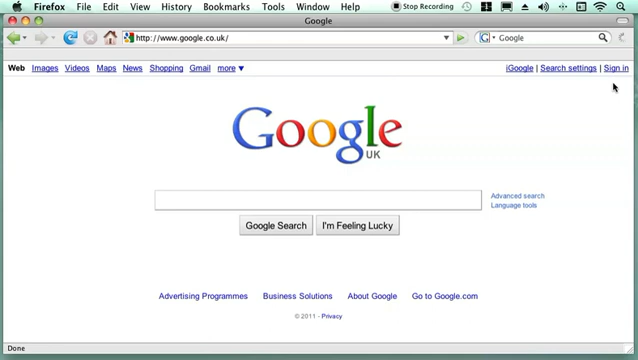 Firefox File Edit View History Bookmarks Tools Window Help Stop Recording
Google
http://www.google.co.uk/ Google
Web Images Videos Maps News Shopping Gmail more ▼ iGoogle | Search settings | Sign in
Google
UK
Advanced search
Language tools
Google Search I'm Feeling Lucky
Advertising Programmes Business Solutions About Google Go to Google.com
© 2011 - Privacy
Done